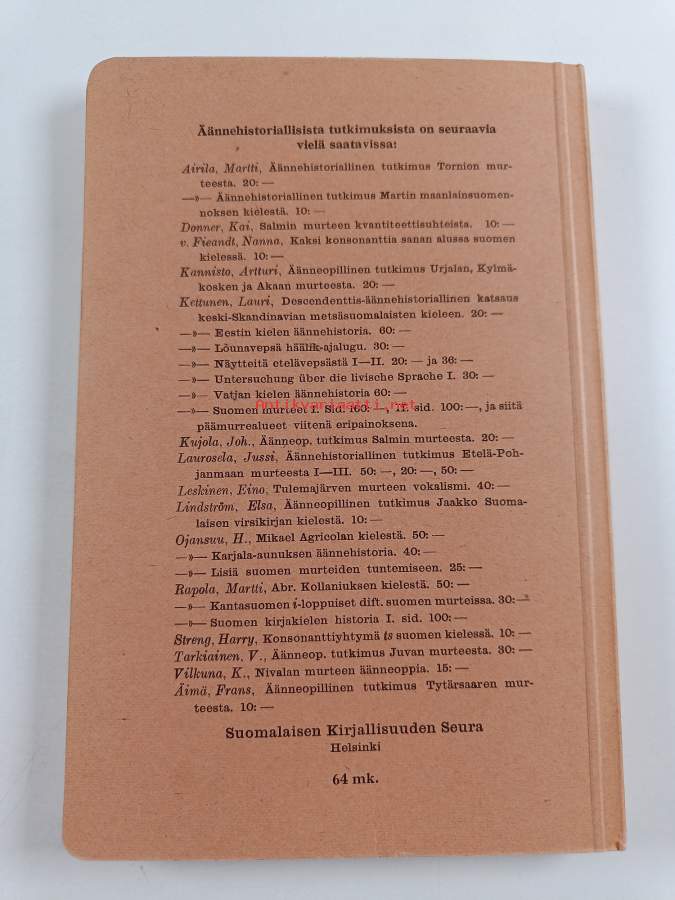 Äännehistoriallisista tutkimuksista on seuraavia
vielä saatavissa:
Airila, Martti, Äännehistoriallinen tutkimus Tornion mur-
teesta. 20: —
—»— Äännehistoriallinen tutkimus Martin maanlainsuomen-
noksen kielestä. 10: —
Donner, Kai, Salmin murteen kvantiteettisuhteista. 10: —
v. Fieandt, Nanna, Kaksi konsonanttia sanan alussa suomen
kielessä. 10: —
Kannisto, Artturi, Äänneopillinen tutkimus Urjalan, Kylmä-
kosken ja Akaan murteesta. 20: —
Kettunen, Lauri, Descendenttis-äännehistoriallinen katsaus
keski-Skandinavian metsäsuomalaisten kieleen. 20: —
—»— Eestin kielen äännehistoria. 60: —
—»— Lõunavepsä häälik-ajalugu. 30: —
—»— Näytteitä etelävepsästä I—II. 20: — ja 36: —
—»— Untersuchung über die livische Sprache I. 30: —
—»— Vatjan kielen äännehistoria 60: —
—»— Suomen murteet I. Sid. 160: —, II. sid. 100: —, ja siitä
päämurrealueet viitenä eripainoksena.
Antikvariaatti.net
Kujola, Joh., Äänneop. tutkimus Salmin murteesta. 20: —
Laurosela, Jussi, Äännehistoriallinen tutkimus Etelä-Poh-
janmaan murteesta I—III. 50: —, 20: —, 50: —
Leskinen, Eino, Tulemajärven murteen vokalismi. 40: —
Lindström, Elsa, Äänneopillinen tutkimus Jaakko Suoma-
laisen virsikirjan kielestä. 10: —
Ojansuu, H., Mikael Agricolan kielestä. 50: —
—»— Karjala-aunuksen äännehistoria. 40: —
—»— Lisiä suomen murteiden tuntemiseen. 25: —
Rapola, Martti, Abr. Kollaniuksen kielestä. 50: —
—»— Kantasuomen i-loppuiset dift. suomen murteissa. 30: —
—»— Suomen kirjakielen historia I. sid. 100: —
Streng, Harry, Konsonanttiyhtymä ts suomen kielessä. 10: —
Tarkiainen, V., Äänneop. tutkimus Juvan murteesta. 30: —
Vilkuna, K., Nivalan murteen äänneoppia. 15: —
Äimä, Frans, Äänneopillinen tutkimus Tytärsaaren mur-
teesta. 10: —
Suomalaisen Kirjallisuuden Seura
Helsinki
64 mk.